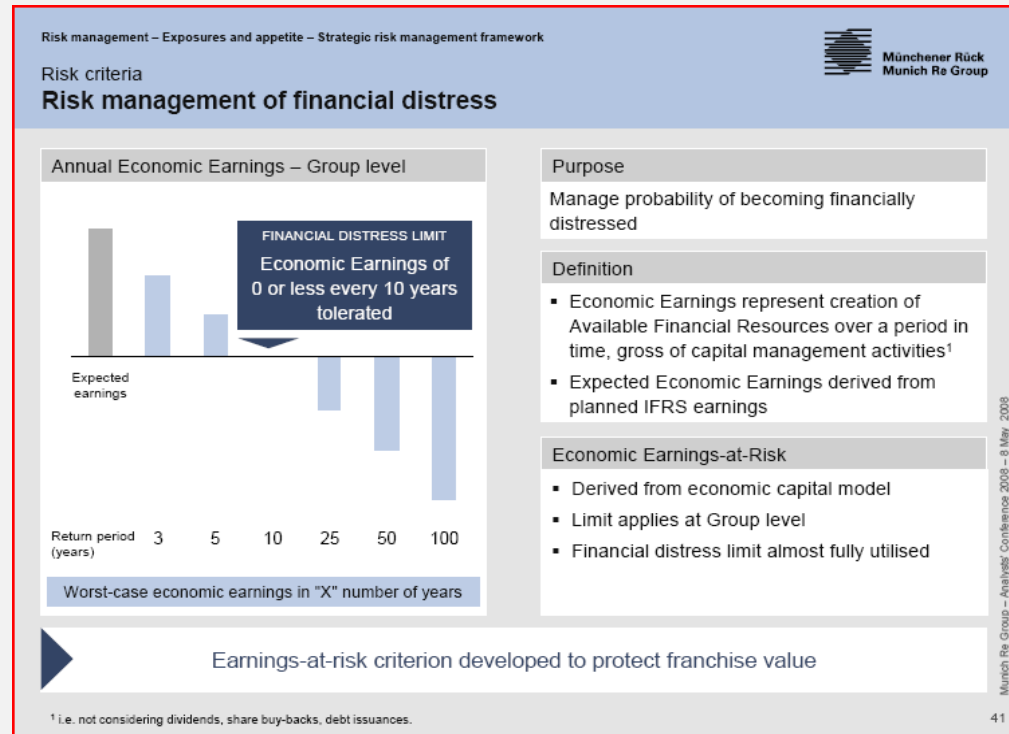 Risk management – Exposures and appetite – Strategic risk management framework
Münchener Rück
Munich Re Group
Risk criteria
Risk management of financial distress
Annual Economic Earnings – Group level
FINANCIAL DISTRESS LIMIT
Economic Earnings of
0 or less every 10 years
tolerated
Expected
earnings
Return period
(years)
3 5 10 25 50 100
Worst-case economic earnings in "X" number of years
Purpose
Manage probability of becoming financially
distressed
Definition
▪ Economic Earnings represent creation of
Available Financial Resources over a period in
time, gross of capital management activities¹
▪ Expected Economic Earnings derived from
planned IFRS earnings
Economic Earnings-at-Risk
▪ Derived from economic capital model
▪ Limit applies at Group level
▪ Financial distress limit almost fully utilised
Munich Re Group – Analysts' Conference 2008 – 8 May 2008
Earnings-at-risk criterion developed to protect franchise value
¹ i.e. not considering dividends, share buy-backs, debt issuances.
41